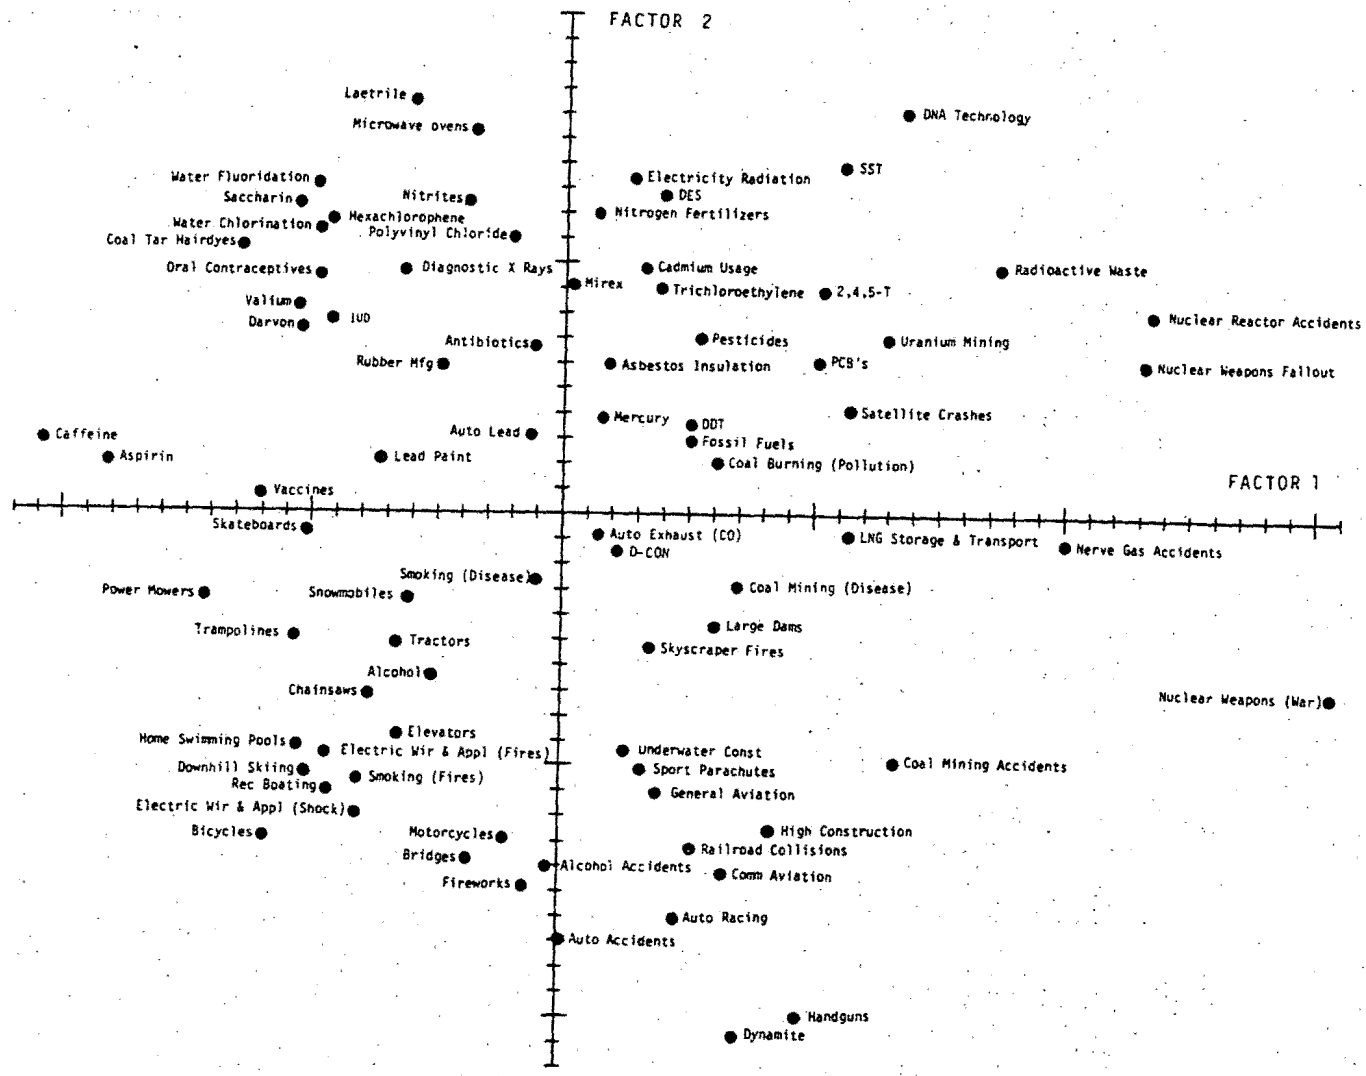 FACTOR 2
Laetrile
DNA Technology
Microwave ovens
SST
Water Fluoridation
Electricity Radiation
Saccharin
Nitrites
DES
Hexachlorophene
Nitrogen Fertilizers
Water Chlorination
Polyvinyl Chloride
Coal Tar Hairdyes
Oral Contraceptives
Diagnostic X Rays
Cadmium Usage
Radioactive Waste
Mirex
Trichloroethylene
2,4,5-T
Valium
IUD
Darvon
Nuclear Reactor Accidents
Antibiotics
Pesticides
Uranium Mining
Rubber Mfg
Asbestos Insulation
PCB's
Nuclear Weapons Fallout
Mercury
Satellite Crashes
Caffeine
Auto Lead
DDT
Fossil Fuels
Aspirin
Lead Paint
Coal Burning (Pollution)
FACTOR 1
Vaccines
Skateboards
Auto Exhaust (CO)
LNG Storage & Transport
D-CON
Nerve Gas Accidents
Smoking (Disease)
Power Mowers
Snowmobiles
Coal Mining (Disease)
Trampolines
Large Dams
Tractors
Skyscraper Fires
Alcohol
Chainsaws
Nuclear Weapons (War)
Elevators
Home Swimming Pools
Electric Wir & Appl (Fires)
Underwater Const
Downhill Skiing
Smoking (Fires)
Sport Parachutes
Coal Mining Accidents
Rec Boating
General Aviation
Electric Wir & Appl (Shock)
Bicycles
Motorcycles
High Construction
Bridges
Railroad Collisions
Alcohol Accidents
Comm Aviation
Fireworks
Auto Racing
Auto Accidents
Handguns
Dynamite